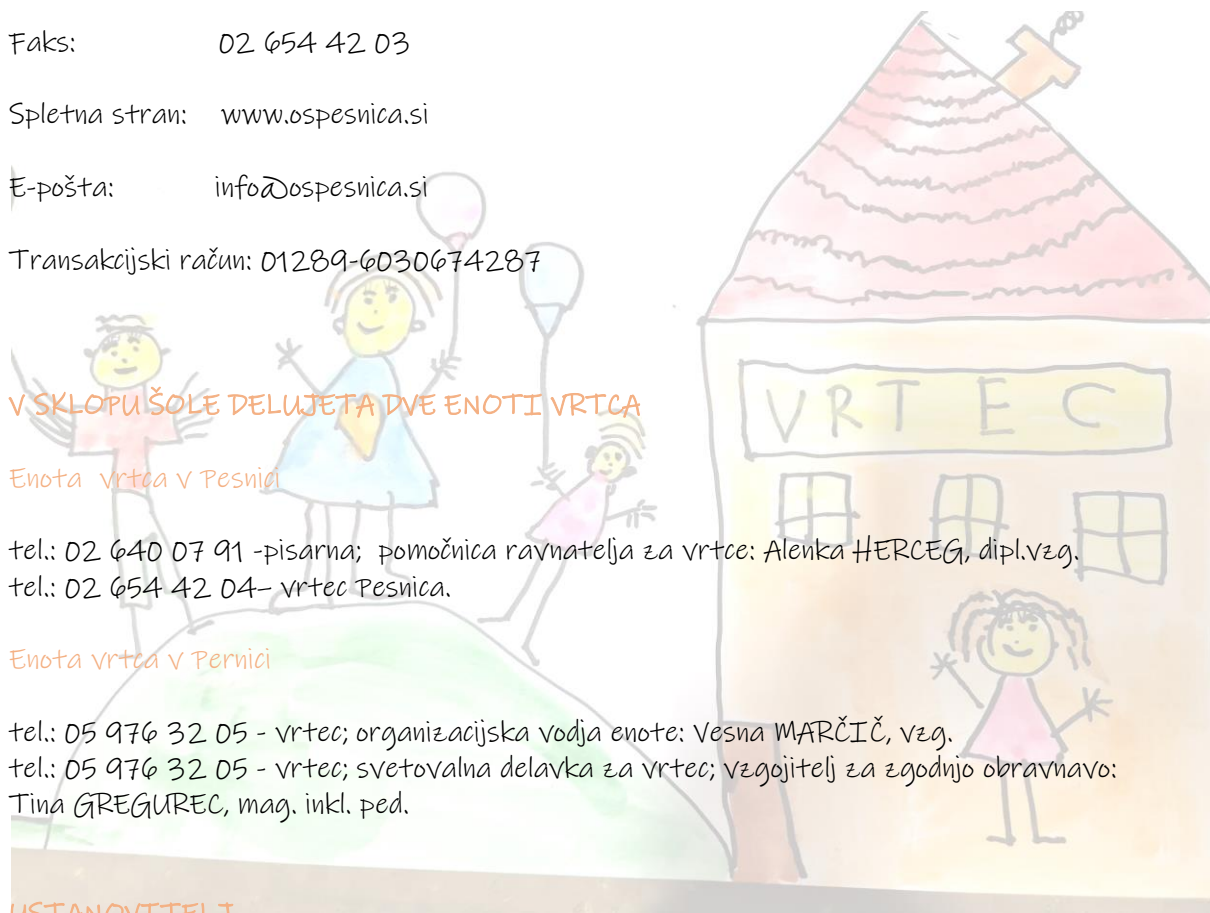 Faks: 02 654 42 03
Spletna stran: www.ospesnica.si
E-pošta: info@ospesnica.si
Transakcijski račun: 01289-6030674287
V SKLOPU ŠOLE DELUJETA DVE ENOTI VRTCA
VRTEC
Enota vrtca v Pesnici
tel.: 02 640 07 91 -pisarna; pomočnica ravnatelja za vrtce: Alenka HERCEG, dipl.vzg.
tel.: 02 654 42 04– vrtec Pesnica.
Enota vrtca v Pernici
tel.: 05 976 32 05 - vrtec; organizacijska vodja enote: Vesna MARČIČ, vzg.
tel.: 05 976 32 05 - vrtec; svetovalna delavka za vrtec; vzgojitelj za zgodnjo obravnavo:
Tina GREGUREC, mag. inkl. ped.
USTANOVITELJ